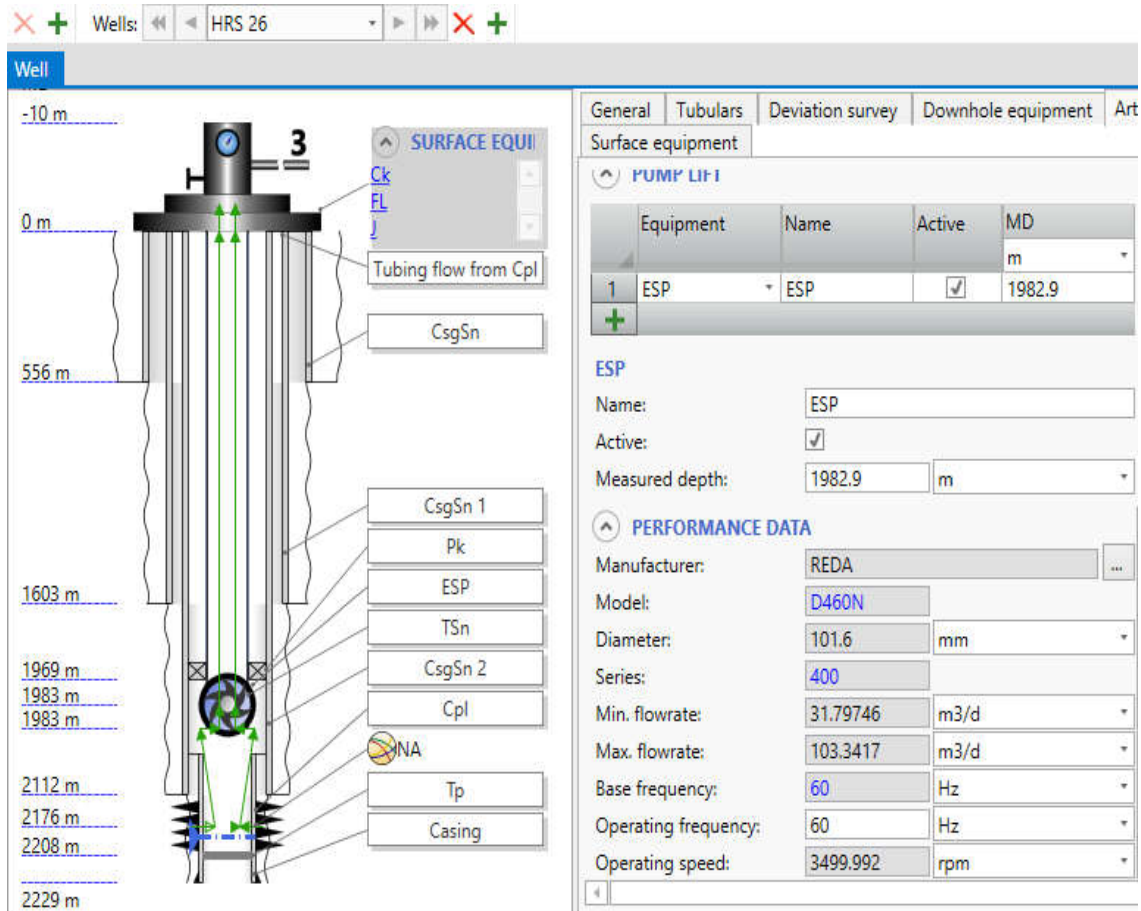 Wells: HRS 26
Well
-10 m
3
SURFACE EQUI
Ck
FL
J
0 m
Tubing flow from Cpl
CsgSn
556 m
CsgSn 1
Pk
ESP
1603 m
TSn
CsgSn 2
1969 m
1983 m
1983 m
Cpl
NA
2112 m
Tp
2176 m
Casing
2208 m
2229 m
General Tubulars Deviation survey Downhole equipment Art
Surface equipment
PUMP LIFT
Equipment Name Active MD
m
1 ESP ESP 1982.9
ESP
Name: ESP
Active:
Measured depth: 1982.9 m
PERFORMANCE DATA
Manufacturer: REDA ...
Model: D460N
Diameter: 101.6 mm
Series: 400
Min. flowrate: 31.79746 m3/d
Max. flowrate: 103.3417 m3/d
Base frequency: 60 Hz
Operating frequency: 60 Hz
Operating speed: 3499.992 rpm